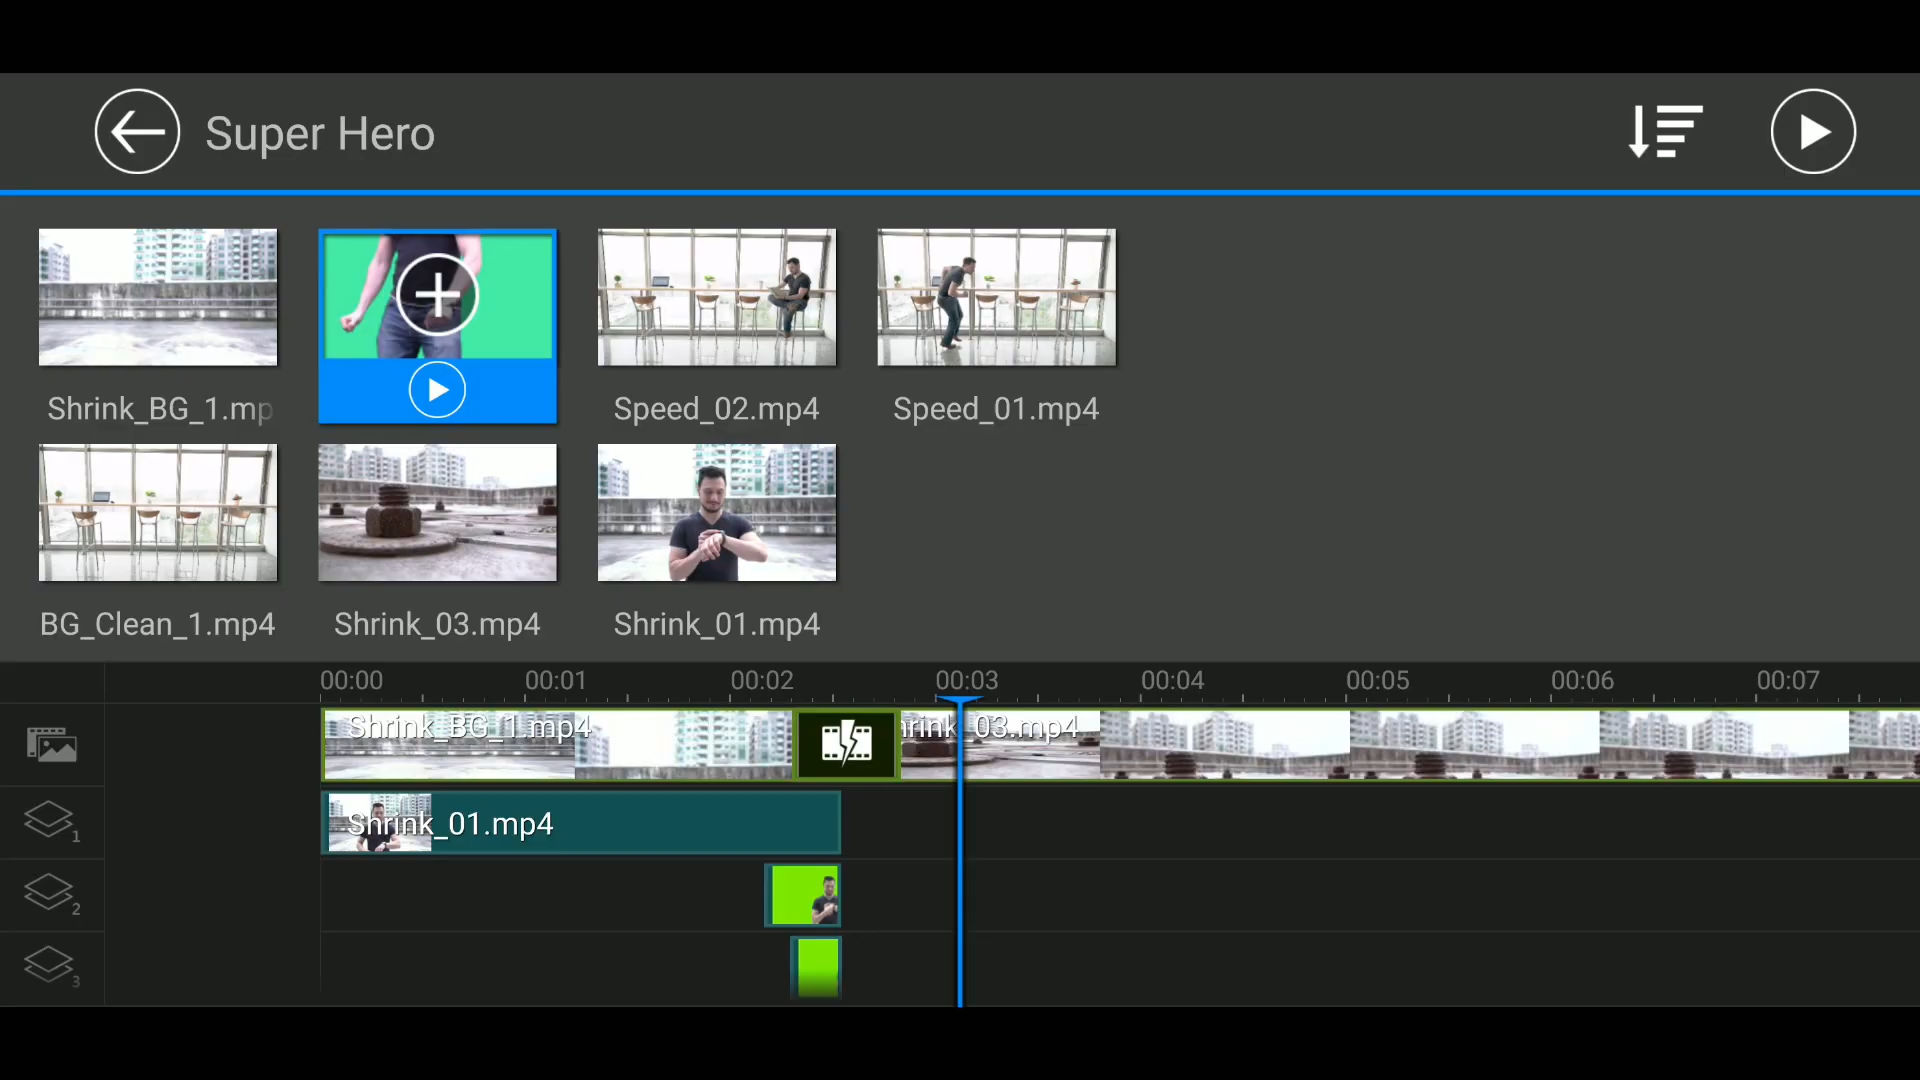 Super Hero
Shrink_BG_1.mp
Speed_02.mp4
Speed_01.mp4
BG_Clean_1.mp4
Shrink_03.mp4
Shrink_01.mp4
00:00 00:01 00:02 00:03 00:04 00:05 00:06 00:07
Shrink_BG_1.mp4
hrink_03.mp4
Shrink_01.mp4
1
2
3